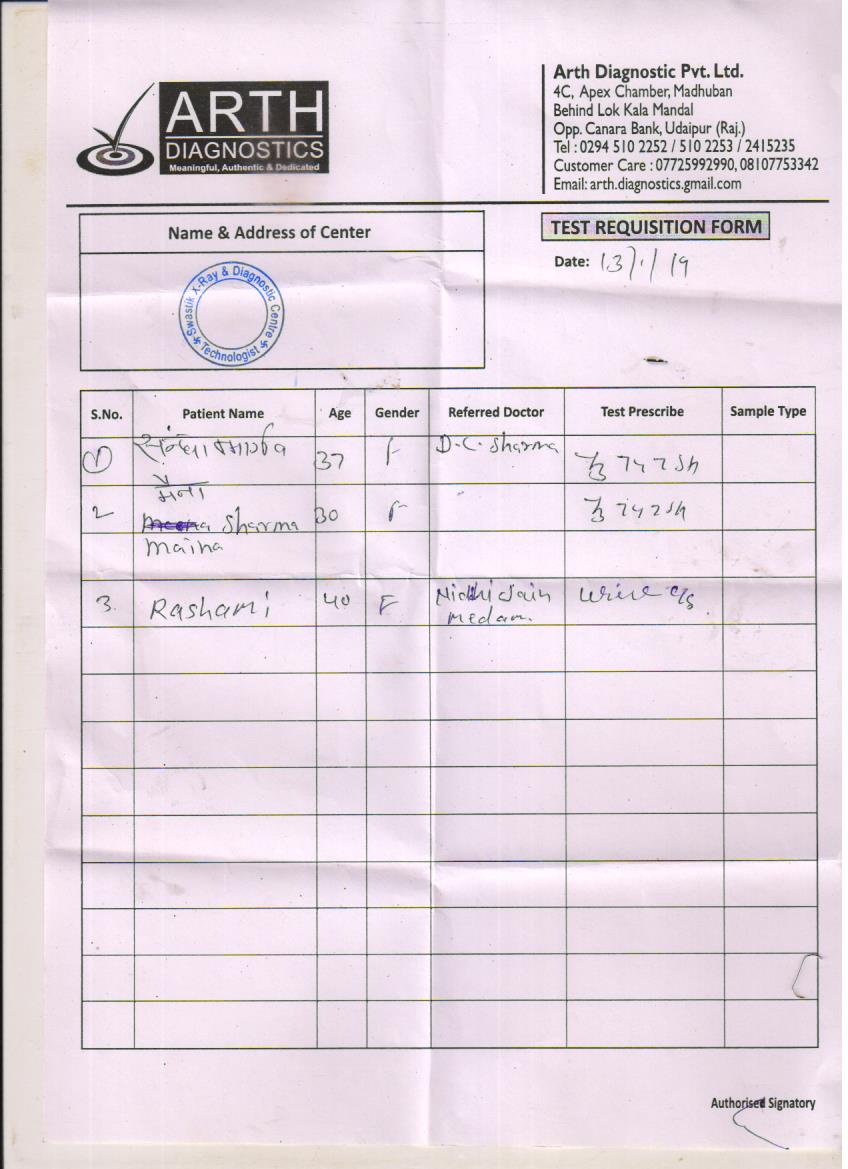 ARTH
DIAGNOSTICS
Meaningful, Authentic & Dedicated
Arth Diagnostic Pvt. Ltd.
4C, Apex Chamber, Madhuban
Behind Lok Kala Mandal
Opp. Canara Bank, Udaipur (Raj.)
Tel : 0294 510 2252 / 510 2253 / 2415235
Customer Care : 07725992990, 08107753342
Email: arth.diagnostics.gmail.com
Name & Address of Center
TEST REQUISITION FORM
Date: 13/1/19
Swastik X-Ray & Diagnostic Centre
Technologist
S.No. Patient Name Age Gender Referred Doctor Test Prescribe Sample Type
1 37 F D.C. Sharma
2 Sharma 30 F "
maina
3. Rashami 40 F Nidhi Jain
Medam
Authorised Signatory